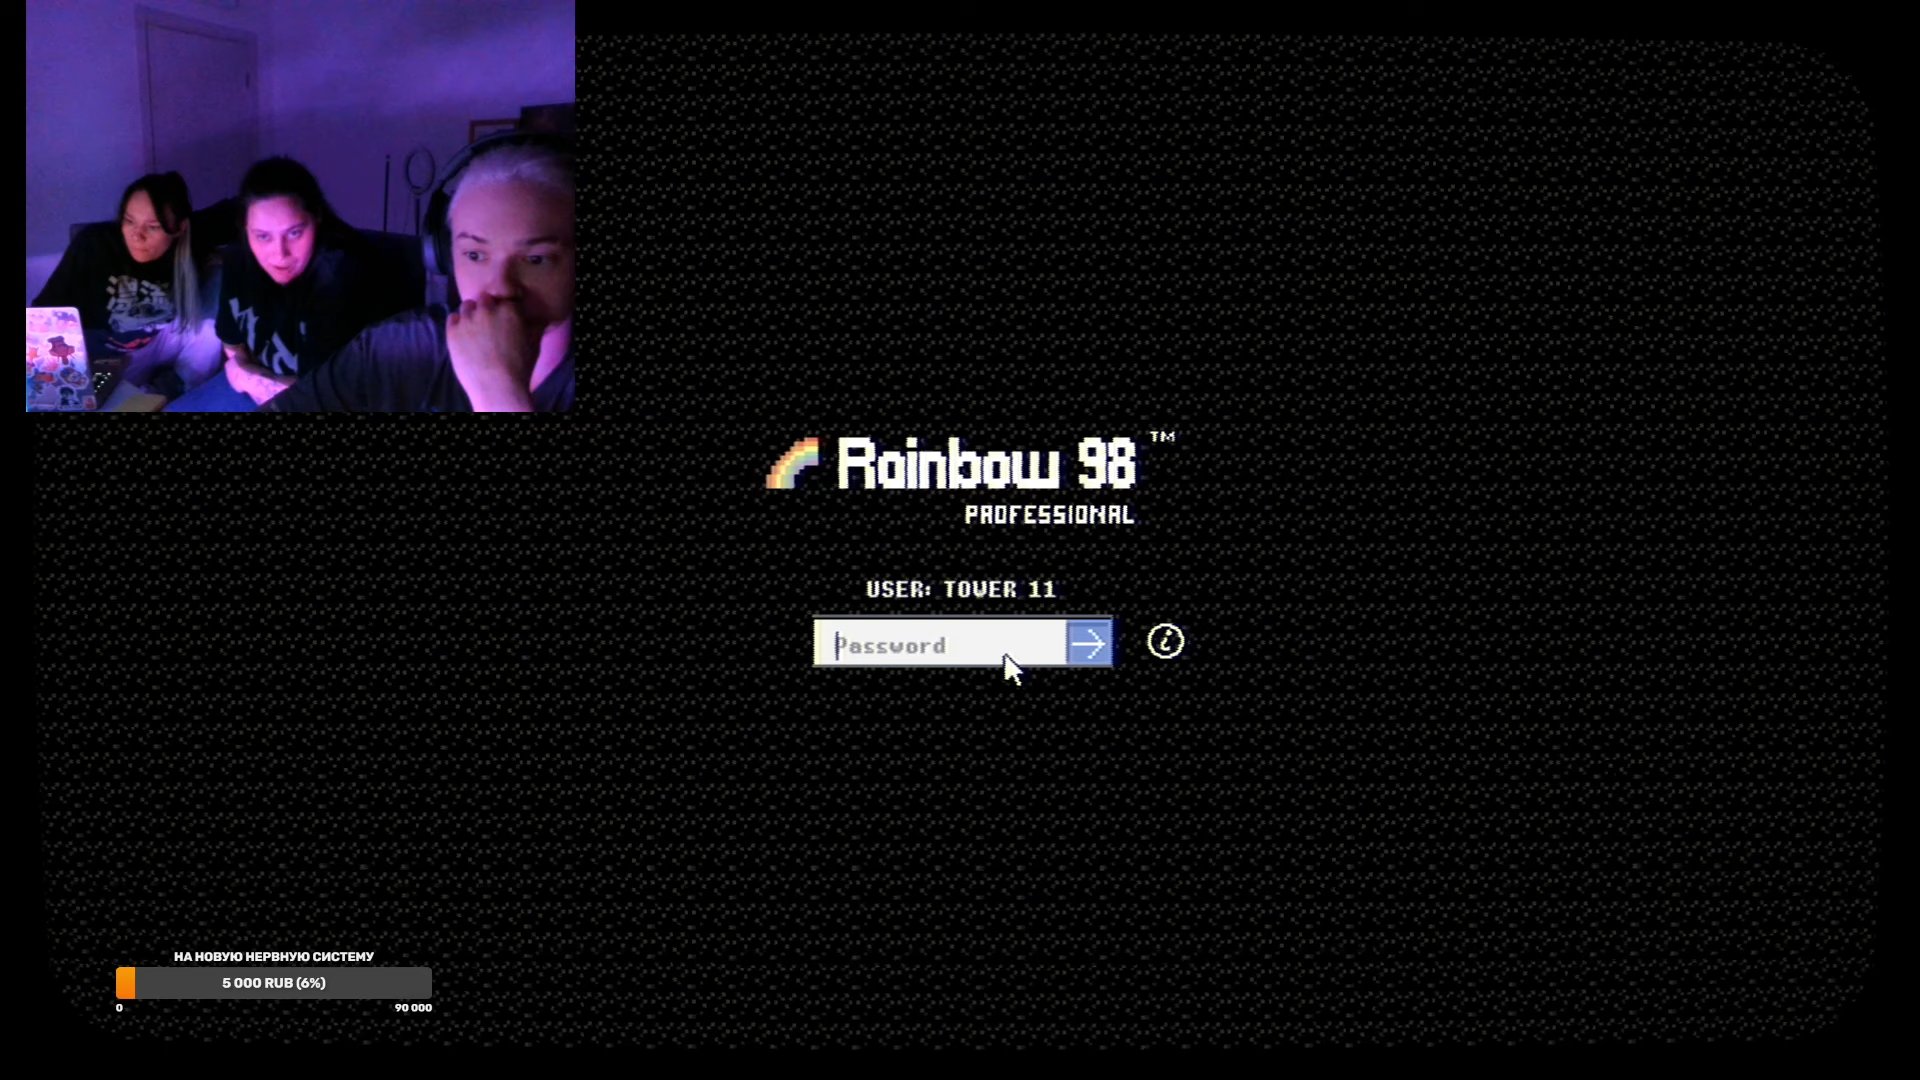 Rainbow 98 ™
PROFESSIONAL
USER: TOWER 11
Password
НА НОВУЮ НЕРВНУЮ СИСТЕМУ
5 000 RUB (6%)
0
90 000